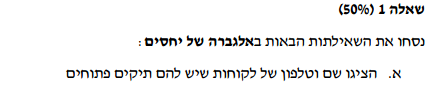 שאלה 1 (50%)
נסחו את השאילתות הבאות באלגברה של יחסים:
א. הציגו שם וטלפון של לקוחות שיש להם תיקים פתוחים